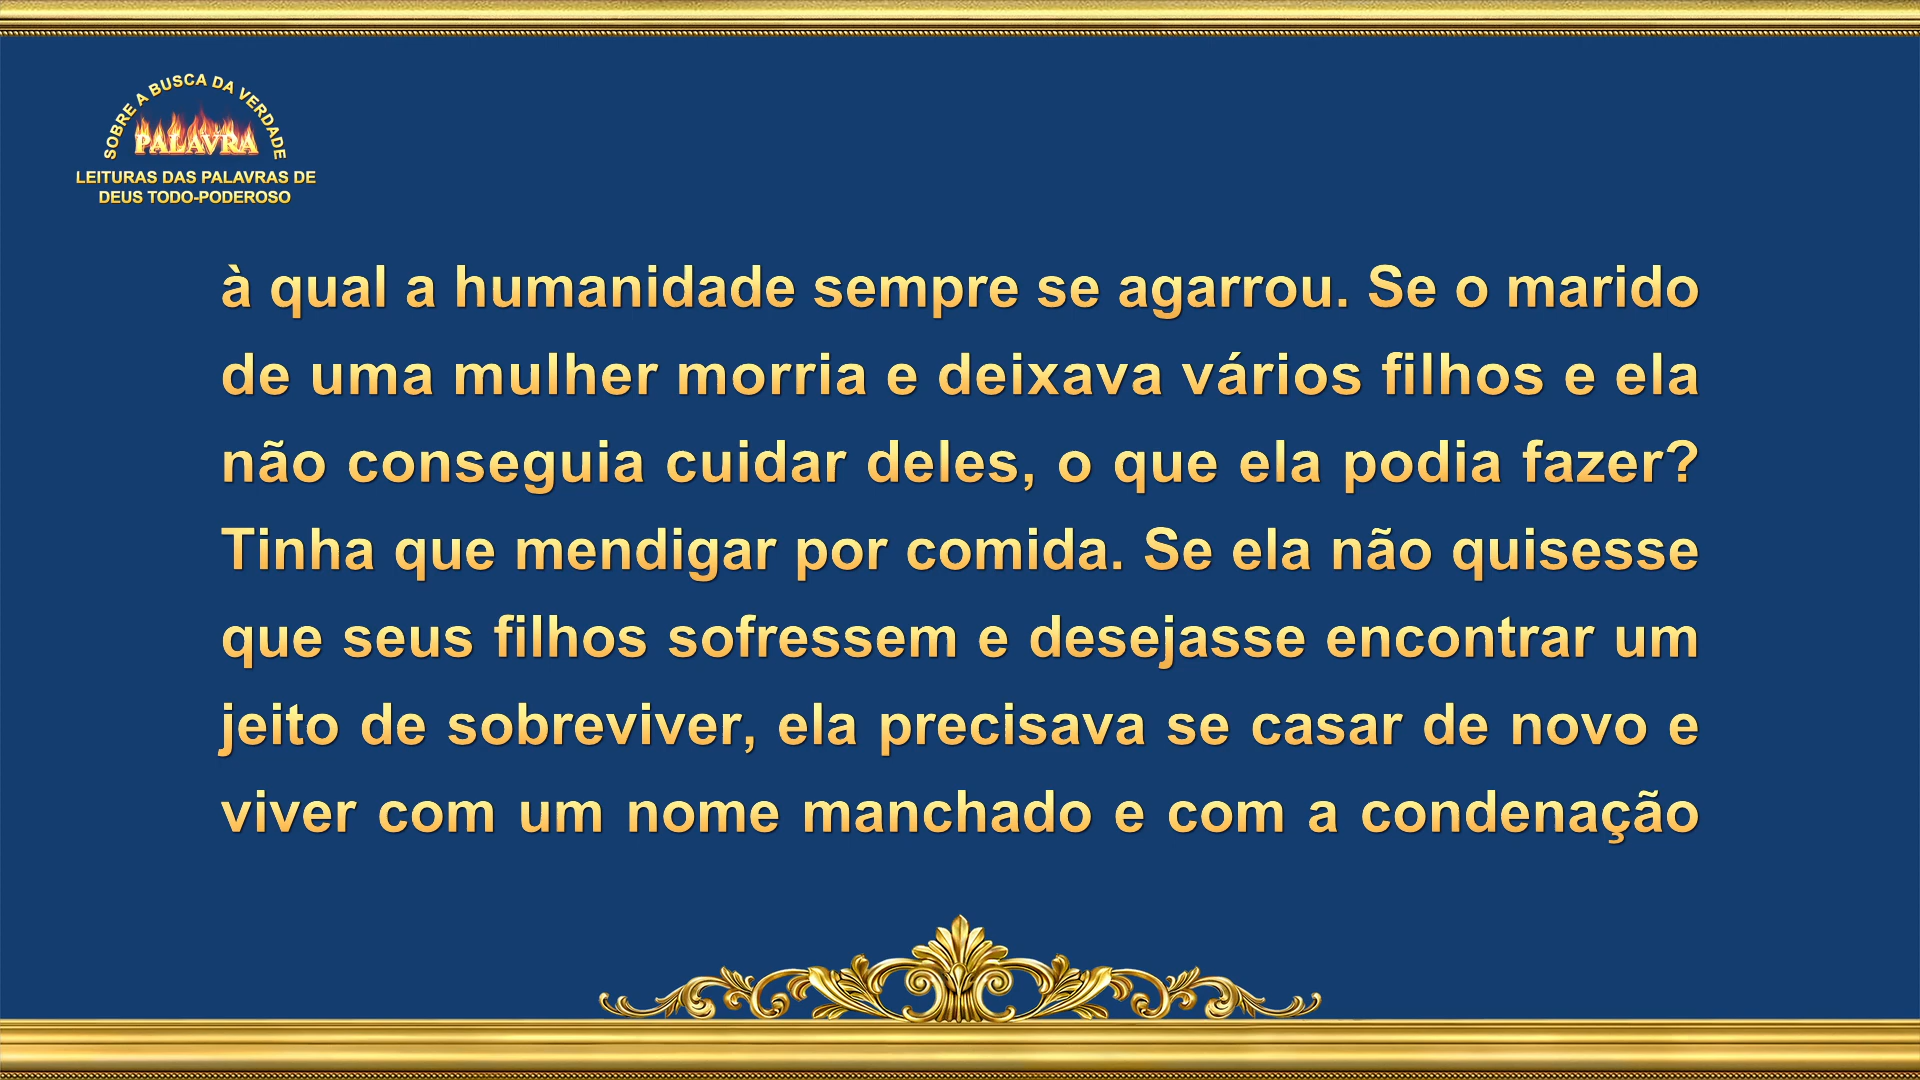 SOBRE A BUSCA DA VERDADE
PALAVRA
LEITURAS DAS PALAVRAS DE
DEUS TODO-PODEROSO
à qual a humanidade sempre se agarrou. Se o marido
de uma mulher morria e deixava vários filhos e ela
não conseguia cuidar deles, o que ela podia fazer?
Tinha que mendigar por comida. Se ela não quisesse
que seus filhos sofressem e desejasse encontrar um
jeito de sobreviver, ela precisava se casar de novo e
viver com um nome manchado e com a condenação